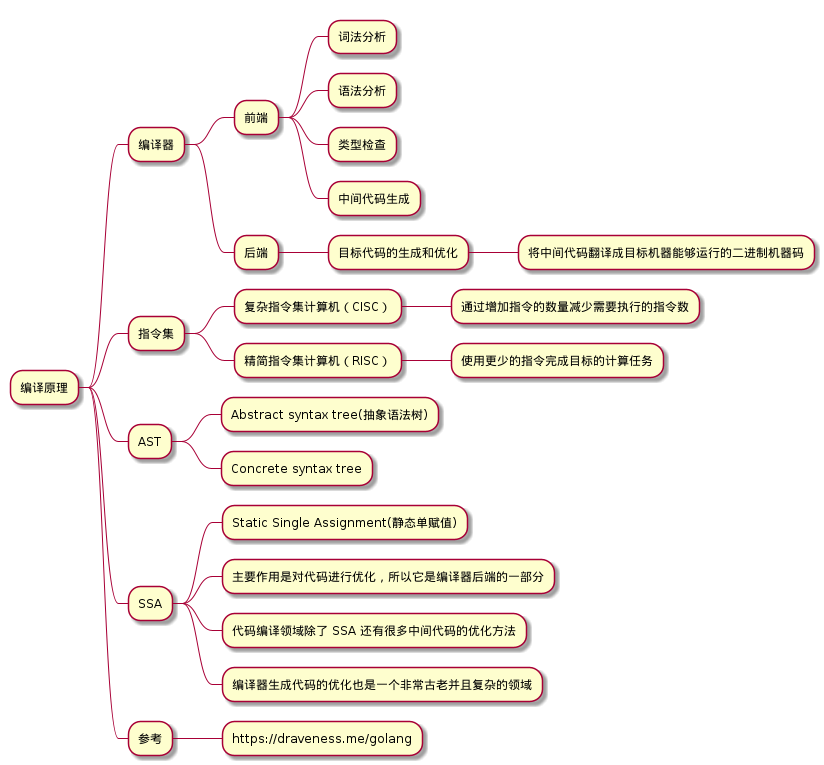 编译原理
编译器
前端
词法分析
语法分析
类型检查
中间代码生成
后端
目标代码的生成和优化
将中间代码翻译成目标机器能够运行的二进制机器码
指令集
复杂指令集计算机（CISC）
通过增加指令的数量减少需要执行的指令数
精简指令集计算机（RISC）
使用更少的指令完成目标的计算任务
AST
Abstract syntax tree(抽象语法树)
Concrete syntax tree
SSA
Static Single Assignment(静态单赋值)
主要作用是对代码进行优化，所以它是编译器后端的一部分
代码编译领域除了 SSA 还有很多中间代码的优化方法
编译器生成代码的优化也是一个非常古老并且复杂的领域
参考
https://draveness.me/golang